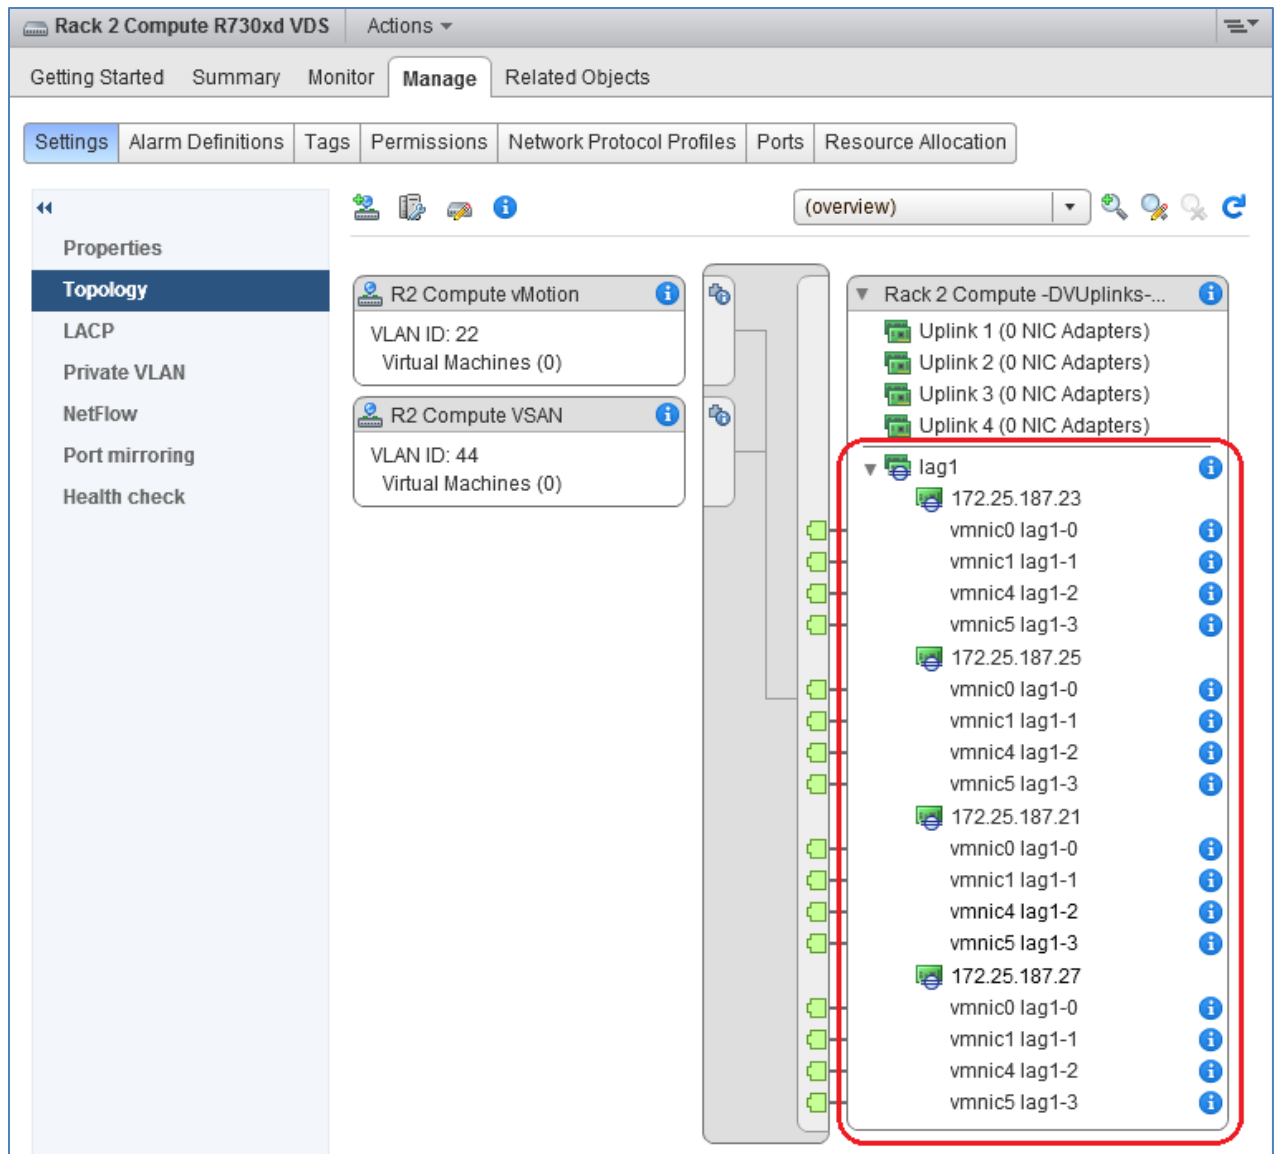 Rack 2 Compute R730xd VDS Actions
Getting Started Summary Monitor Manage Related Objects
Settings Alarm Definitions Tags Permissions Network Protocol Profiles Ports Resource Allocation
(overview)
Properties
Topology
LACP
Private VLAN
NetFlow
Port mirroring
Health check
R2 Compute vMotion
VLAN ID: 22
Virtual Machines (0)
R2 Compute VSAN
VLAN ID: 44
Virtual Machines (0)
Rack 2 Compute -DVUplinks-...
Uplink 1 (0 NIC Adapters)
Uplink 2 (0 NIC Adapters)
Uplink 3 (0 NIC Adapters)
Uplink 4 (0 NIC Adapters)
lag1
172.25.187.23
vmnic0 lag1-0
vmnic1 lag1-1
vmnic4 lag1-2
vmnic5 lag1-3
172.25.187.25
vmnic0 lag1-0
vmnic1 lag1-1
vmnic4 lag1-2
vmnic5 lag1-3
172.25.187.21
vmnic0 lag1-0
vmnic1 lag1-1
vmnic4 lag1-2
vmnic5 lag1-3
172.25.187.27
vmnic0 lag1-0
vmnic1 lag1-1
vmnic4 lag1-2
vmnic5 lag1-3